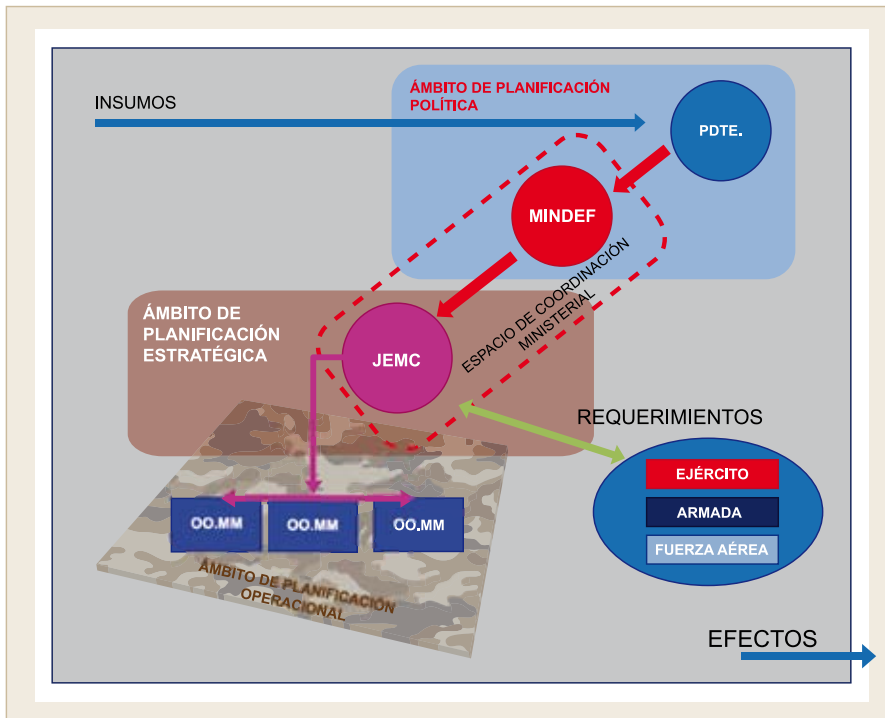 INSUMOS
ÁMBITO DE PLANIFICACIÓN
POLÍTICA
PDTE.
MINDEF
ESPACIO DE COORDINACIÓN
MINISTERIAL
ÁMBITO DE
PLANIFICACIÓN
ESTRATÉGICA
JEMC
REQUERIMIENTOS
EJÉRCITO
ARMADA
FUERZA AÉREA
OO.MM
OO.MM
OO.MM
ÁMBITO DE PLANIFICACIÓN
OPERACIONAL
EFECTOS